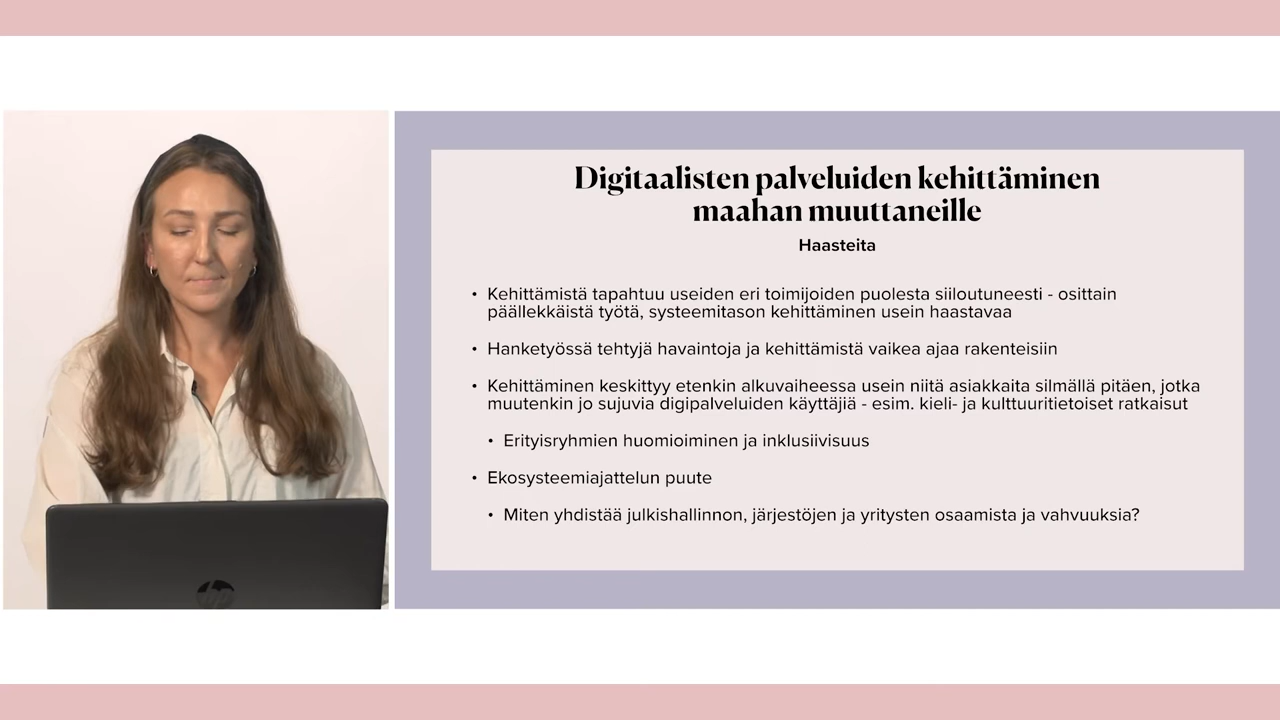 Digitaalisten palveluiden kehittäminen
maahan muuttaneille
Haasteita
• Kehittämistä tapahtuu useiden eri toimijoiden puolesta siiloutuneesti - osittain
päällekkäistä työtä, systeemitason kehittäminen usein haastavaa
• Hanketyössä tehtyjä havaintoja ja kehittämistä vaikea ajaa rakenteisiin
• Kehittäminen keskittyy etenkin alkuvaiheessa usein niitä asiakkaita silmällä pitäen, jotka
muutenkin jo sujuvia digipalveluiden käyttäjiä - esim. kieli- ja kulttuuritietoiset ratkaisut
• Erityisryhmien huomioiminen ja inklusiivisuus
• Ekosysteemiajattelun puute
• Miten yhdistää julkishallinnon, järjestöjen ja yritysten osaamista ja vahvuuksia?
hp